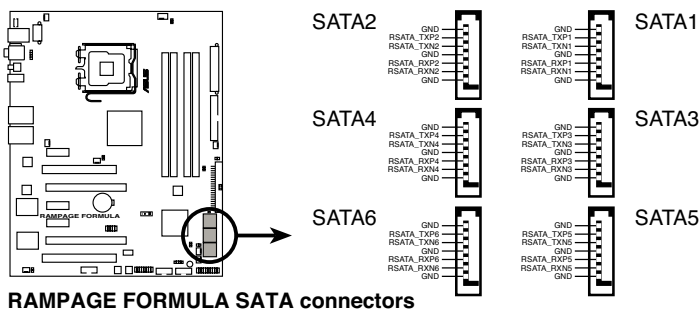 SATA2
GND
RSATA_TXP2
RSATA_TXN2
GND
RSATA_RXP2
RSATA_RXN2
GND
SATA1
GND
RSATA_TXP1
RSATA_TXN1
GND
RSATA_RXP1
RSATA_RXN1
GND
SATA4
GND
RSATA_TXP4
RSATA_TXN4
GND
RSATA_RXP4
RSATA_RXN4
GND
SATA3
GND
RSATA_TXP3
RSATA_TXN3
GND
RSATA_RXP3
RSATA_RXN3
GND
SATA6
GND
RSATA_TXP6
RSATA_TXN6
GND
RSATA_RXP6
RSATA_RXN6
GND
SATA5
GND
RSATA_TXP5
RSATA_TXN5
GND
RSATA_RXP5
RSATA_RXN5
GND
ASUS
RAMPAGE FORMULA
RAMPAGE FORMULA SATA connectors